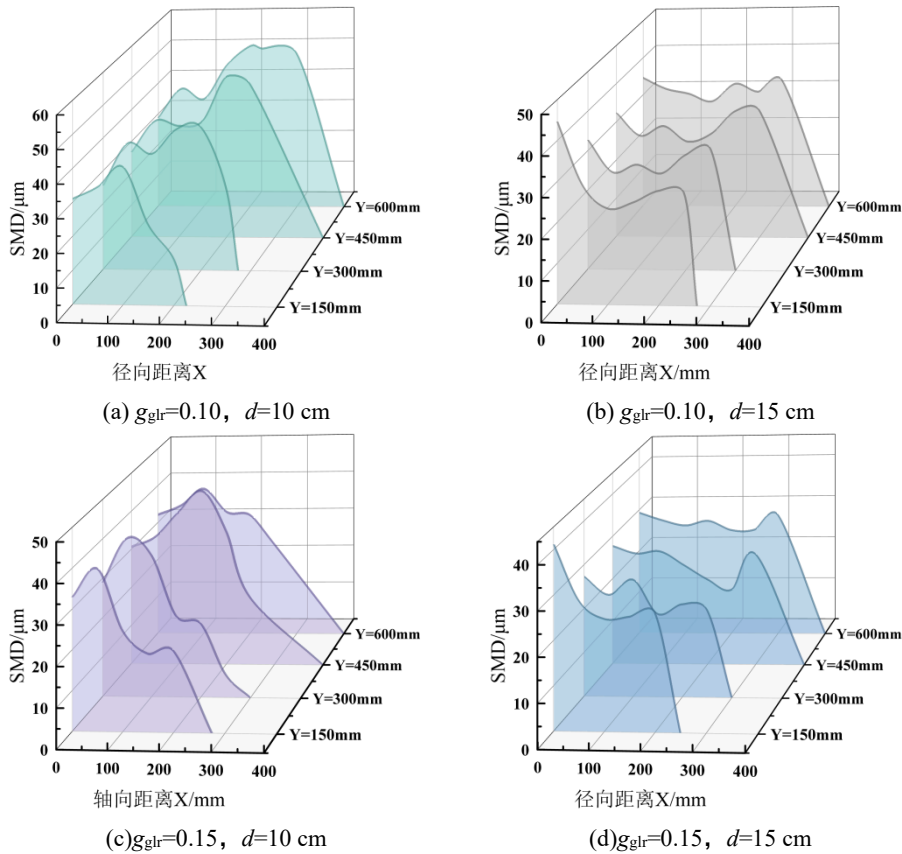 SMD/μm
60
50
40
30
20
10
0
0
100
200
300
400
Y=600mm
Y=450mm
Y=300mm
Y=150mm
径向距离X
(a) gglr=0.10，d=10 cm
SMD/μm
50
40
30
20
10
0
0
100
200
300
400
Y=600mm
Y=450mm
Y=300mm
Y=150mm
径向距离X/mm
(b) gglr=0.10，d=15 cm
SMD/μm
50
40
30
20
10
0
0
100
200
300
400
Y=600mm
Y=450mm
Y=300mm
Y=150mm
轴向距离X/mm
(c)gglr=0.15，d=10 cm
SMD/μm
40
30
20
10
0
0
100
200
300
400
Y=600mm
Y=450mm
Y=300mm
Y=150mm
径向距离X/mm
(d)gglr=0.15，d=15 cm